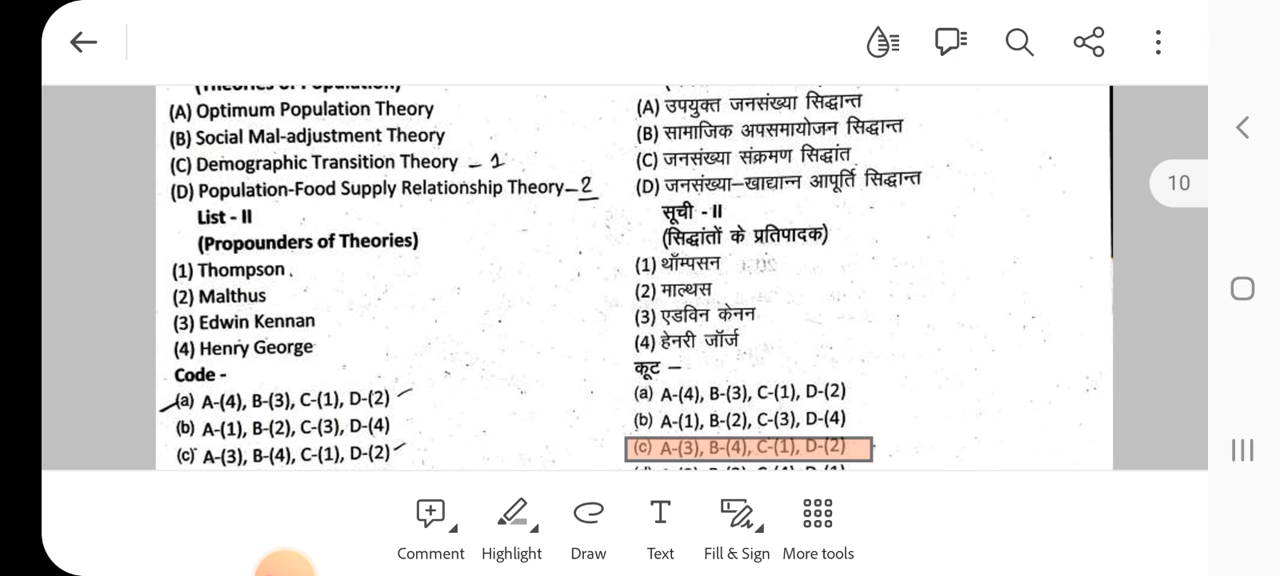 (A) Optimum Population Theory
(B) Social Mal-adjustment Theory
(C) Demographic Transition Theory – 1
(D) Population-Food Supply Relationship Theory – 2
List - II
(Propounders of Theories)
(1) Thompson .
(2) Malthus
(3) Edwin Kennan
(4) Henry George
Code -
(a) A-(4), B-(3), C-(1), D-(2)
(b) A-(1), B-(2), C-(3), D-(4)
(c) A-(3), B-(4), C-(1), D-(2)
(A) उपयुक्त जनसंख्या सिद्धान्त
(B) सामाजिक अपसमायोजन सिद्धान्त
(C) जनसंख्या संक्रमण सिद्धांत
(D) जनसंख्या–खाद्यान्न आपूर्ति सिद्धान्त
सूची - II
(सिद्धांतों के प्रतिपादक)
(1) थॉम्पसन
(2) माल्थस
(3) एडविन केनन
(4) हेनरी जॉर्ज
कूट –
(a) A-(4), B-(3), C-(1), D-(2)
(b) A-(1), B-(2), C-(3), D-(4)
(c) A-(3), B-(4), C-(1), D-(2)
10
Comment
Highlight
Draw
Text
Fill & Sign
More tools